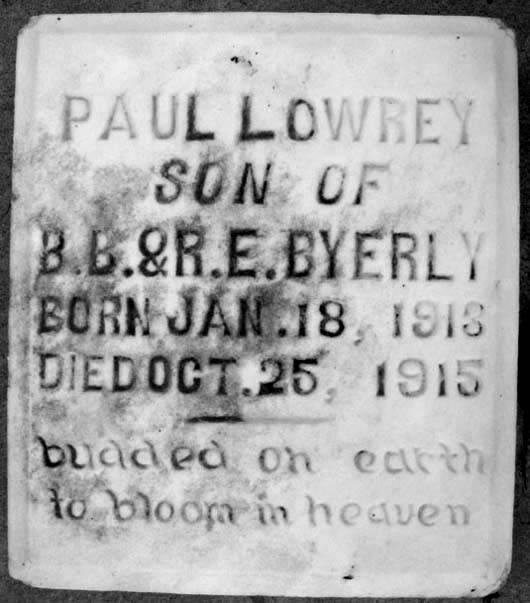 PAUL LOWREY
SON OF
B.B.&R.E.BYERLY
BORN JAN.18, 1913
DIED OCT.25, 1915
budded on earth
to bloom in heaven